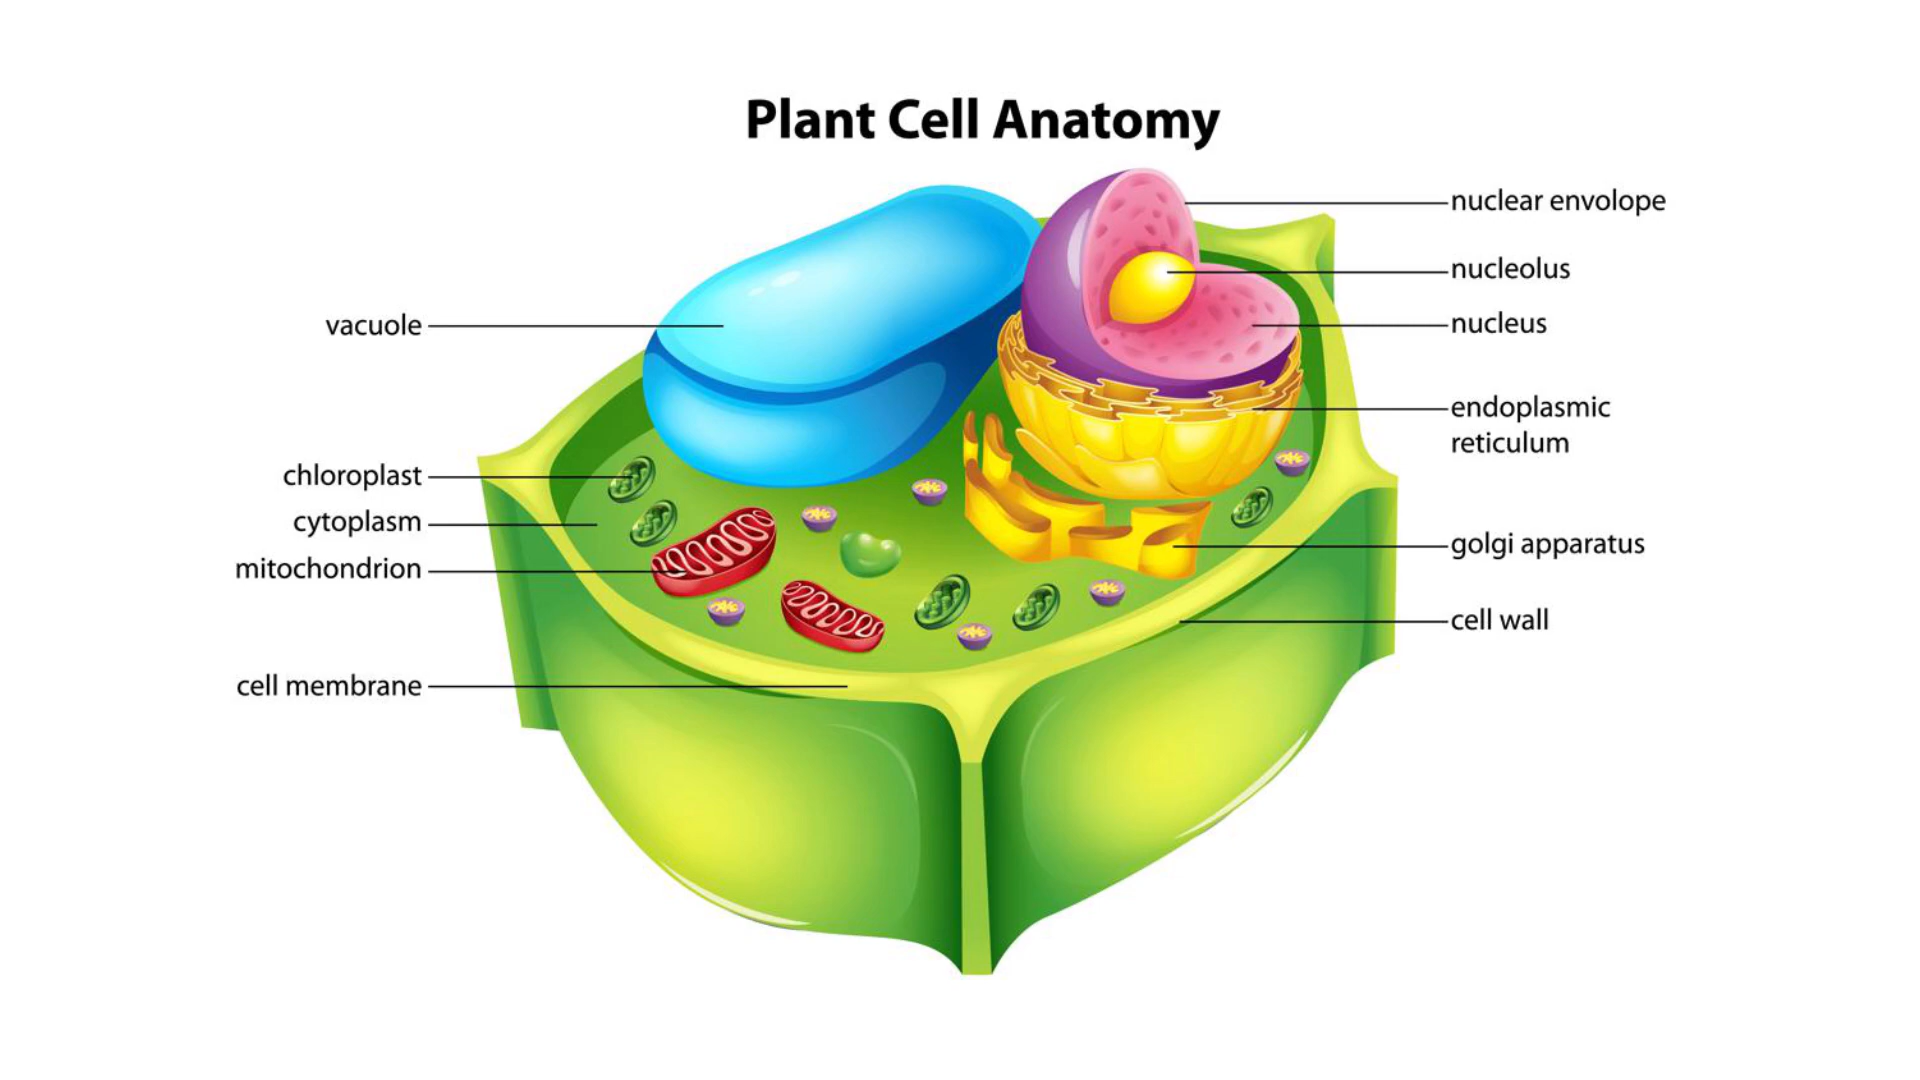 Plant Cell Anatomy
vacuole
chloroplast
cytoplasm
mitochondrion
cell membrane
nuclear envolope
nucleolus
nucleus
endoplasmic
reticulum
golgi apparatus
cell wall